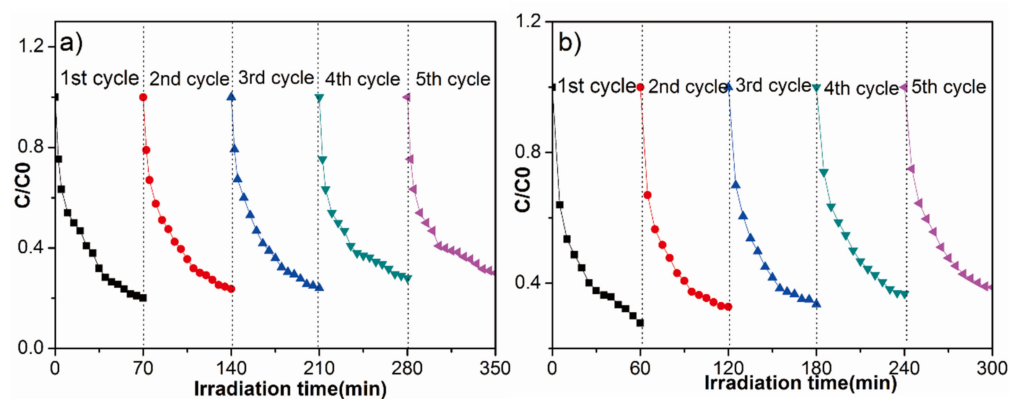 a)
1.2
0.8
0.4
0.0
C/C0
1st cycle 2nd cycle 3rd cycle 4th cycle 5th cycle
0 70 140 210 280 350
Irradiation time(min)
b)
1.2
0.8
0.4
C/C0
1st cycle 2nd cycle 3rd cycle 4th cycle 5th cycle
0 60 120 180 240 300
Irradiation time(min)